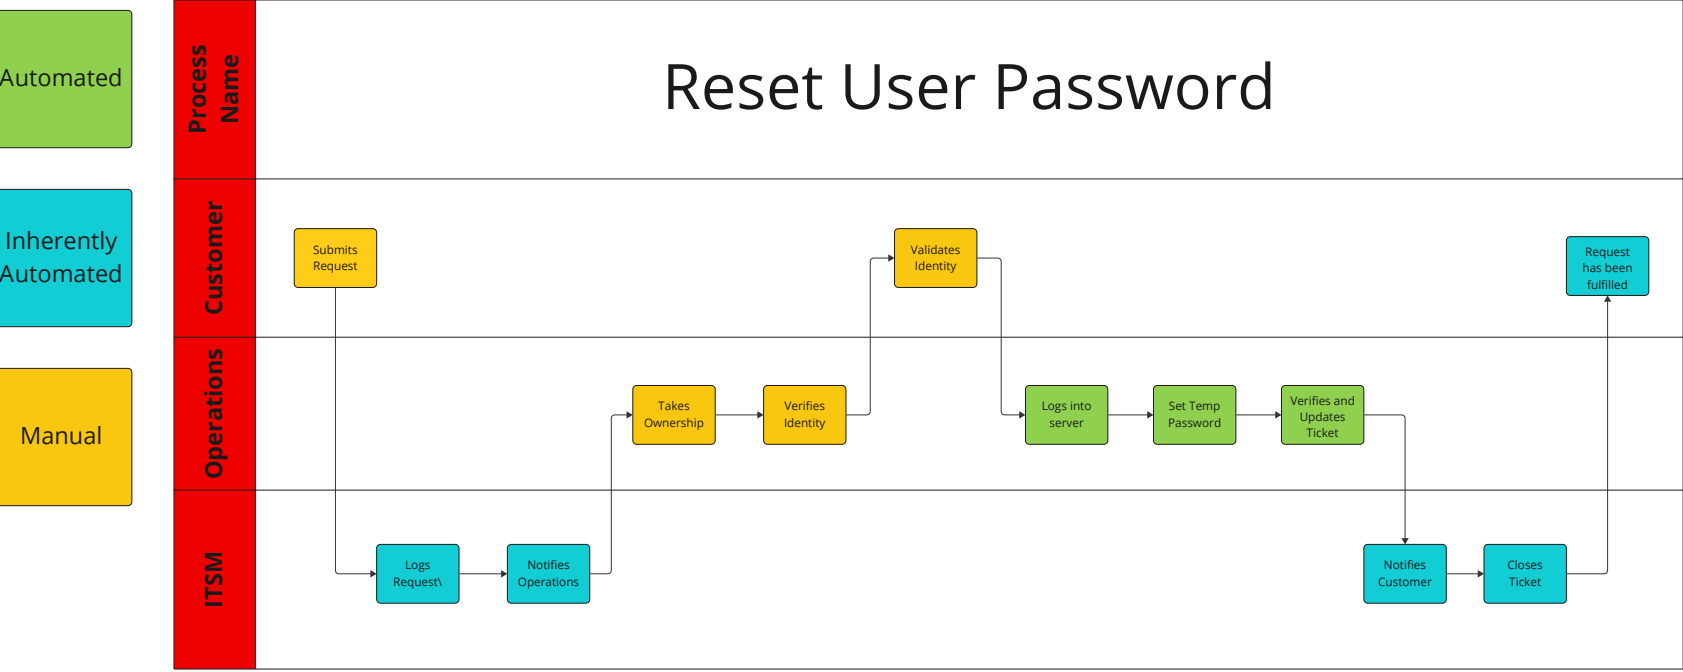 Automated
Inherently
Automated
Manual
Process
Name
Reset User Password
Customer
Submits
Request
Validates
Identity
Request
has been
fulfilled
Operations
Takes
Ownership
Verifies
Identity
Logs into
server
Set Temp
Password
Verifies and
Updates
Ticket
ITSM
Logs
Request\
Notifies
Operations
Notifies
Customer
Closes
Ticket